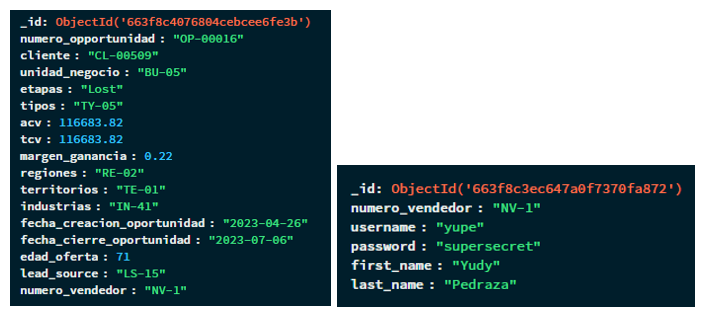 _id: ObjectId('663f8c4076804cebcee6fe3b')
numero_opportunidad : "OP-00016"
cliente : "CL-00509"
unidad_negocio : "BU-05"
etapas : "Lost"
tipos : "TY-05"
acv : 116683.82
tcv : 116683.82
margen_ganancia : 0.22
regiones : "RE-02"
territorios : "TE-01"
industrias : "IN-41"
fecha_creacion_oportunidad : "2023-04-26"
fecha_cierre_oportunidad : "2023-07-06"
edad_oferta : 71
lead_source : "LS-15"
numero_vendedor : "NV-1"
_id: ObjectId('663f8c3ec647a0f7370fa872')
numero_vendedor : "NV-1"
username : "yupe"
password : "supersecret"
first_name : "Yudy"
last_name : "Pedraza"